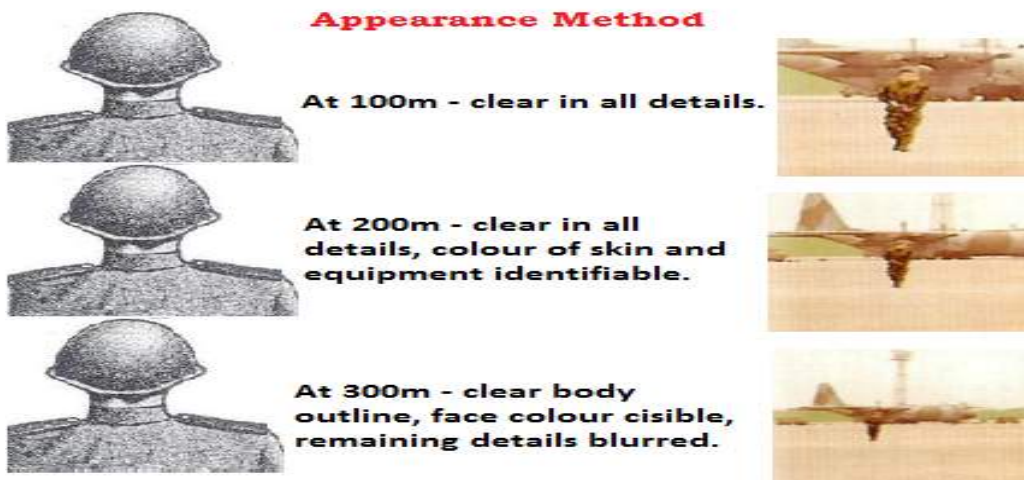 Appearance Method
At 100m - clear in all details.
At 200m - clear in all
details, colour of skin and
equipment identifiable.
At 300m - clear body
outline, face colour cisible,
remaining details blurred.